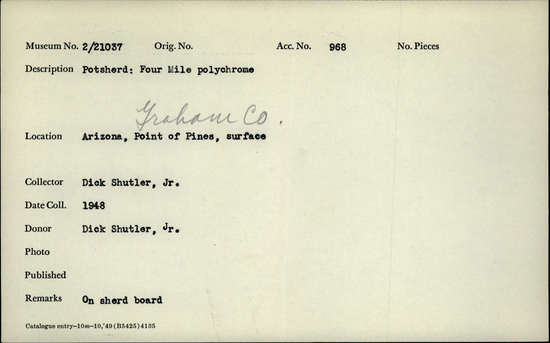 Museum No. 2/21037 Orig. No. Acc. No. 968 No. Pieces
Description Potsherd: Four Mile polychrome
Graham Co.
Location Arizona, Point of Pines, surface
Collector Dick Shutler, Jr.
Date Coll. 1948
Donor Dick Shutler, Jr.
Photo
Published
Remarks On sherd board
Catalogue entry—10m—10,'49 (B5425) 4135